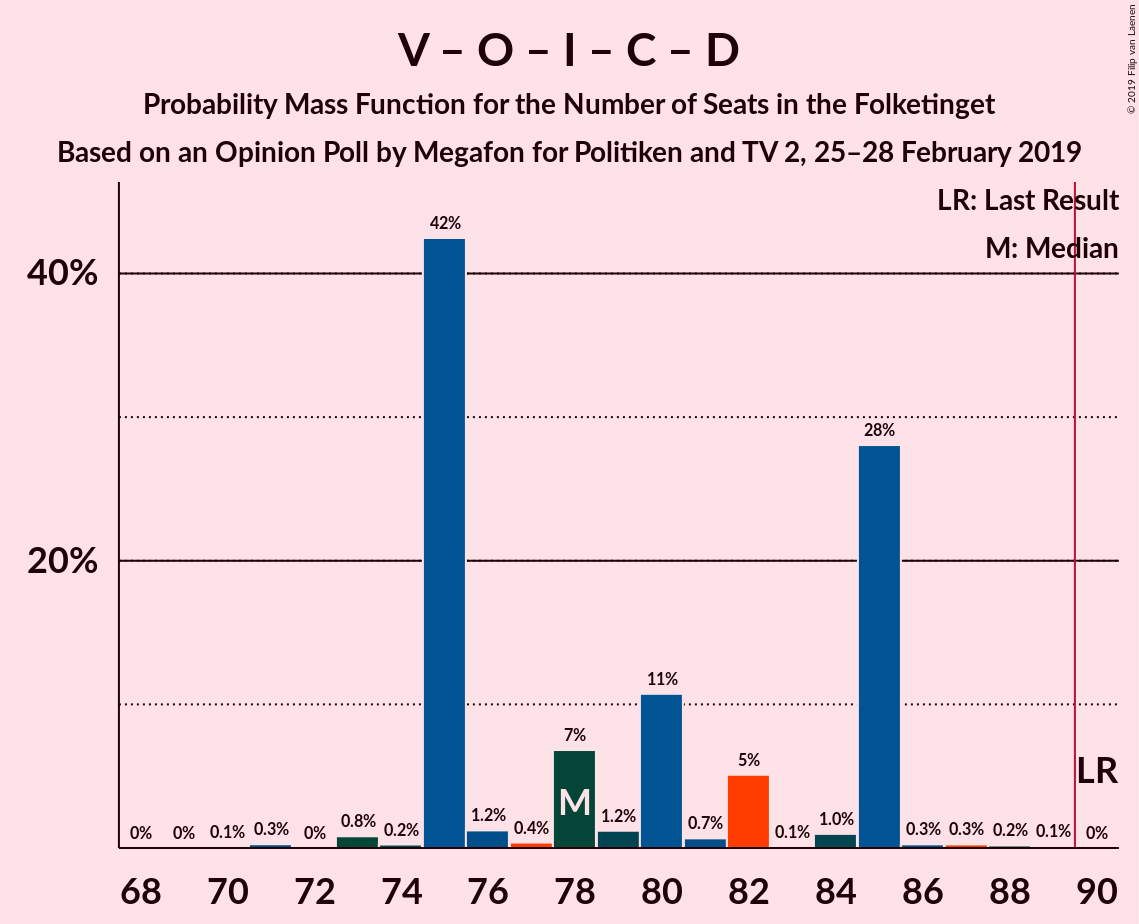 V – O – I – C – D
Probability Mass Function for the Number of Seats in the Folketinget
Based on an Opinion Poll by Megafon for Politiken and TV 2, 25–28 February 2019
© 2019 Filip van Laenen
LR: Last Result
M: Median
40%
20%
0% 0% 0.1% 0.3% 0% 0.8% 0.2% 42% 1.2% 0.4% 7% 1.2% 11% 0.7% 5% 0.1% 1.0% 28% 0.3% 0.3% 0.2% 0.1% 0%
M
LR
68 70 72 74 76 78 80 82 84 86 88 90